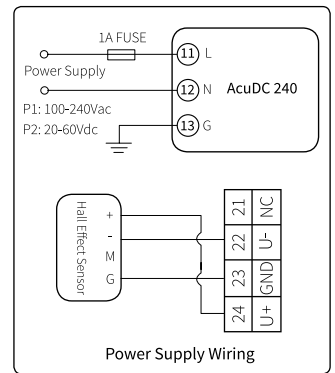 1A FUSE
11 L
Power Supply
12 N
AcuDC 240
P1: 100-240Vac
P2: 20-60Vdc
13 G
Hall Effect Sensor
+
-
M
G
21 NC
22 U-
23 GND
24 U+
Power Supply Wiring